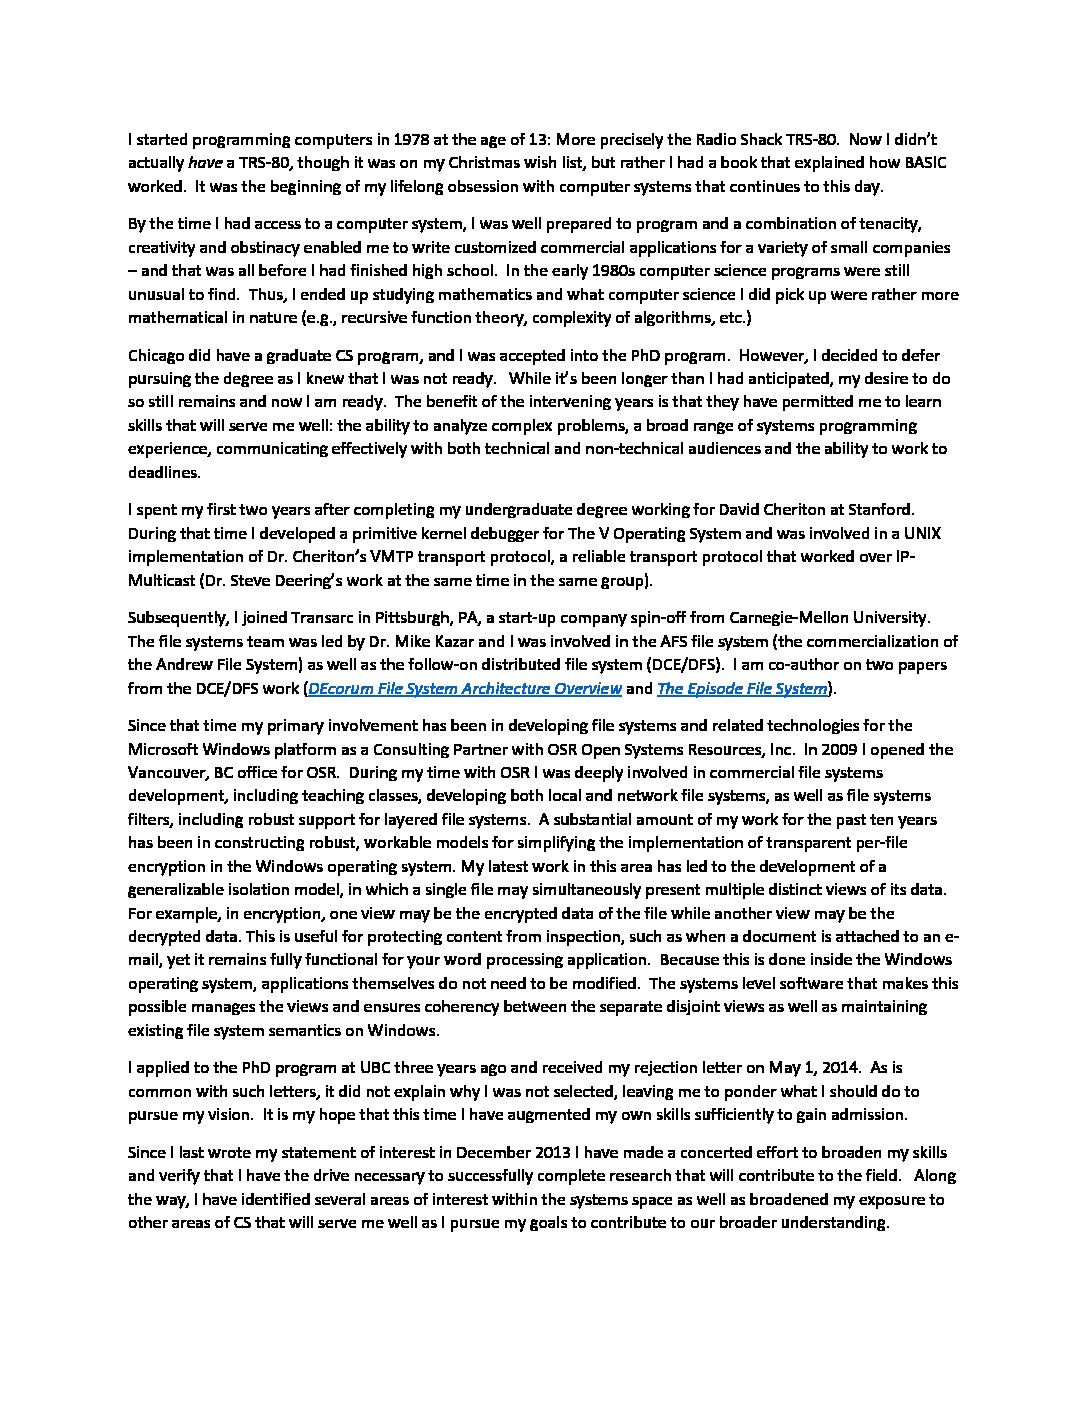 I started programming computers in 1978 at the age of 13: More precisely the Radio Shack TRS-80.  Now I didn’t
actually have a TRS-80, though it was on my Christmas wish list, but rather I had a book that explained how BASIC
worked.  It was the beginning of my lifelong obsession with computer systems that continues to this day.
By the time I had access to a computer system, I was well prepared to program and a combination of tenacity,
creativity and obstinacy enabled me to write customized commercial applications for a variety of small companies
– and that was all before I had finished high school.  In the early 1980s computer science programs were still
unusual to find.  Thus, I ended up studying mathematics and what computer science I did pick up were rather more
mathematical in nature (e.g., recursive function theory, complexity of algorithms, etc.)
Chicago did have a graduate CS program, and I was accepted into the PhD program.  However, I decided to defer
pursuing the degree as I knew that I was not ready.   While it’s been longer than I had anticipated, my desire to do
so still remains and now I am ready.  The benefit of the intervening years is that they have permitted me to learn
skills that will serve me well: the ability to analyze complex problems, a broad range of systems programming
experience, communicating effectively with both technical and non-technical audiences and the ability to work to
deadlines.
I spent my first two years after completing my undergraduate degree working for David Cheriton at Stanford.
During that time I developed a primitive kernel debugger for The V Operating System and was involved in a UNIX
implementation of Dr. Cheriton’s VMTP transport protocol, a reliable transport protocol that worked over IP-
Multicast (Dr. Steve Deering’s work at the same time in the same group).
Subsequently, I joined Transarc in Pittsburgh, PA, a start-up company spin-off from Carnegie-Mellon University.
The file systems team was led by Dr. Mike Kazar and I was involved in the AFS file system (the commercialization of
the Andrew File System) as well as the follow-on distributed file system (DCE/DFS).  I am co-author on two papers
from the DCE/DFS work (DEcorum File System Architecture Overview and The Episode File System).
Since that time my primary involvement has been in developing file systems and related technologies for the
Microsoft Windows platform as a Consulting Partner with OSR Open Systems Resources, Inc.  In 2009 I opened the
Vancouver, BC office for OSR.  During my time with OSR I was deeply involved in commercial file systems
development, including teaching classes, developing both local and network file systems, as well as file systems
filters, including robust support for layered file systems.  A substantial amount of my work for the past ten years
has been in constructing robust, workable models for simplifying the implementation of transparent per-file
encryption in the Windows operating system. My latest work in this area has led to the development of a
generalizable isolation model, in which a single file may simultaneously present multiple distinct views of its data.
For example, in encryption, one view may be the encrypted data of the file while another view may be the
decrypted data. This is useful for protecting content from inspection, such as when a document is attached to an e-
mail, yet it remains fully functional for your word processing application.  Because this is done inside the Windows
operating system, applications themselves do not need to be modified.  The systems level software that makes this
possible manages the views and ensures coherency between the separate disjoint views as well as maintaining
existing file system semantics on Windows.
I applied to the PhD program at UBC three years ago and received my rejection letter on May 1, 2014.  As is
common with such letters, it did not explain why I was not selected, leaving me to ponder what I should do to
pursue my vision.  It is my hope that this time I have augmented my own skills sufficiently to gain admission.
Since I last wrote my statement of interest in December 2013 I have made a concerted effort to broaden my skills
and verify that I have the drive necessary to successfully complete research that will contribute to the field.   Along
the way, I have identified several areas of interest within the systems space as well as broadened my exposure to
other areas of CS that will serve me well as I pursue my goals to contribute to our broader understanding.